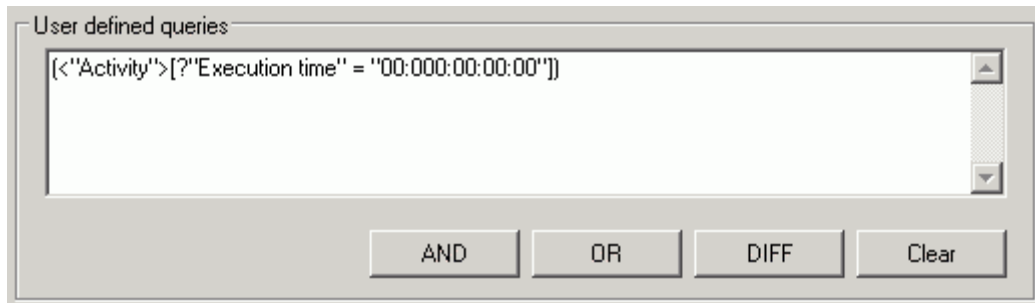 User defined queries
(<"Activity">[?"Execution time" = "00:000:00:00:00"])
AND OR DIFF Clear